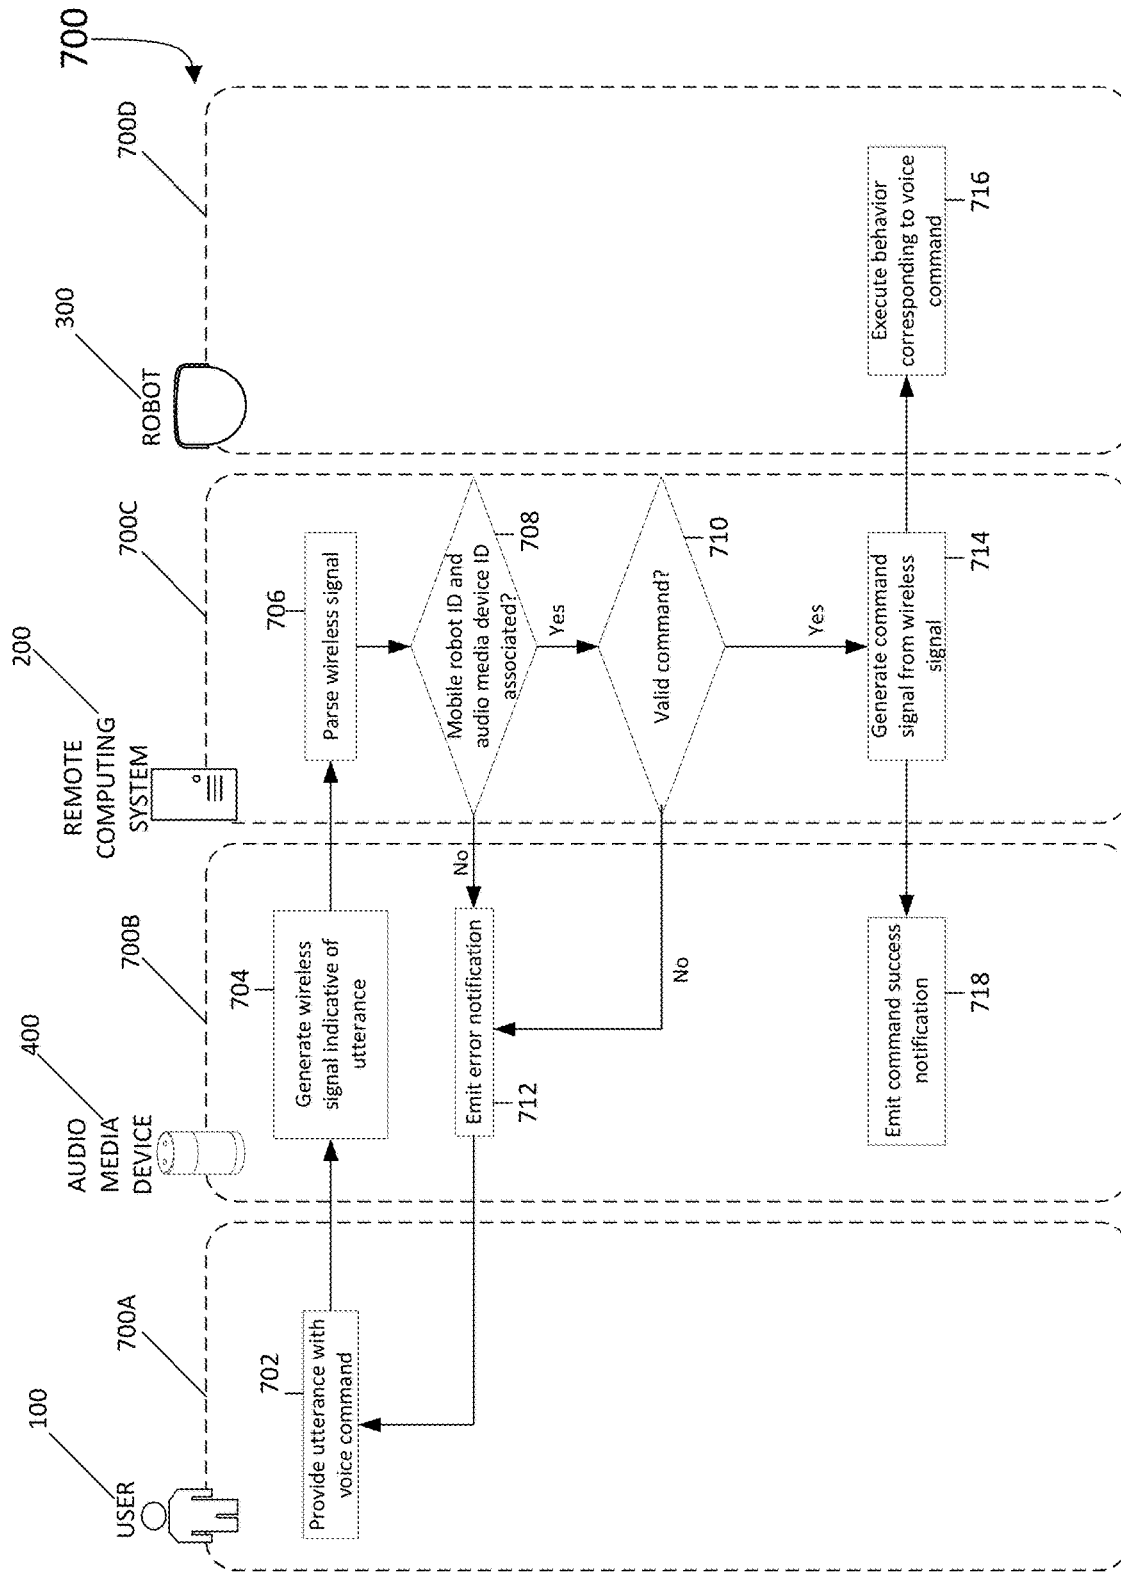 700
USER
100
700A
AUDIO
MEDIA
DEVICE
400
700B
REMOTE
COMPUTING
SYSTEM
200
700C
ROBOT
300
700D
702
Provide utterance with
voice command
704
Generate wireless
signal indicative of
utterance
706
Parse wireless signal
Mobile robot ID and
audio media device ID
associated?
708
No
Yes
Emit error notification
712
Valid command?
710
No
Yes
Generate command
signal from wireless
signal
714
Execute behavior
corresponding to voice
command
716
Emit command success
notification
718